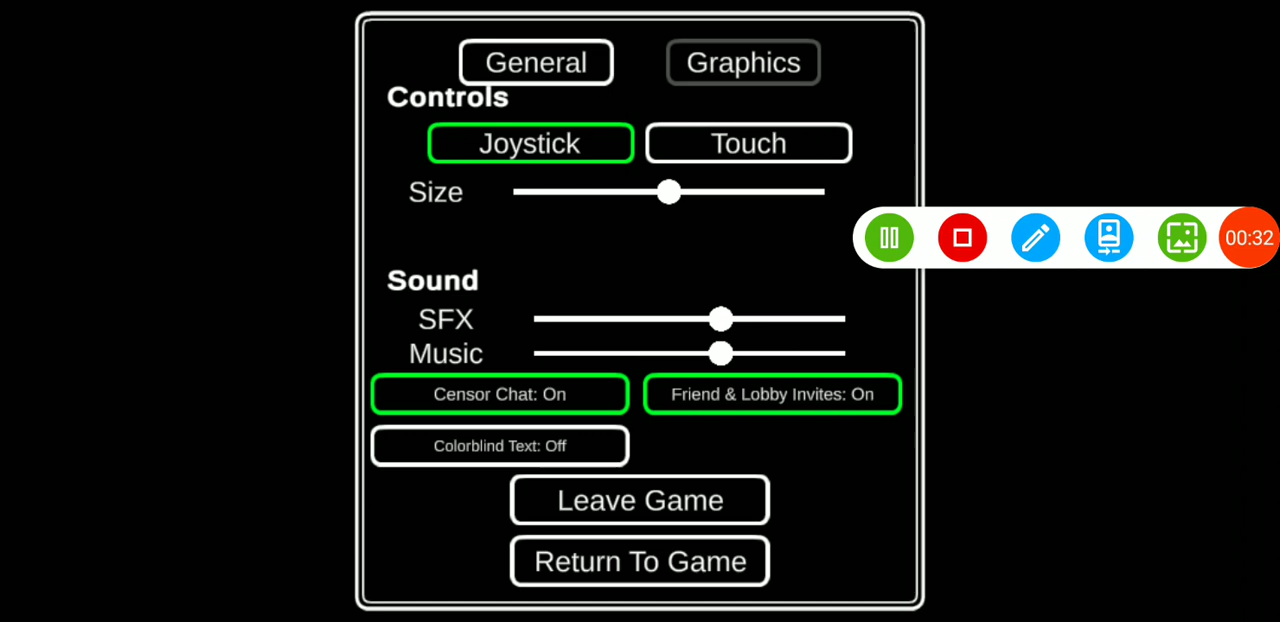 General Graphics
Controls
Joystick Touch
Size
00:32
Sound
SFX
Music
Censor Chat: On Friend & Lobby Invites: On
Colorblind Text: Off
Leave Game
Return To Game